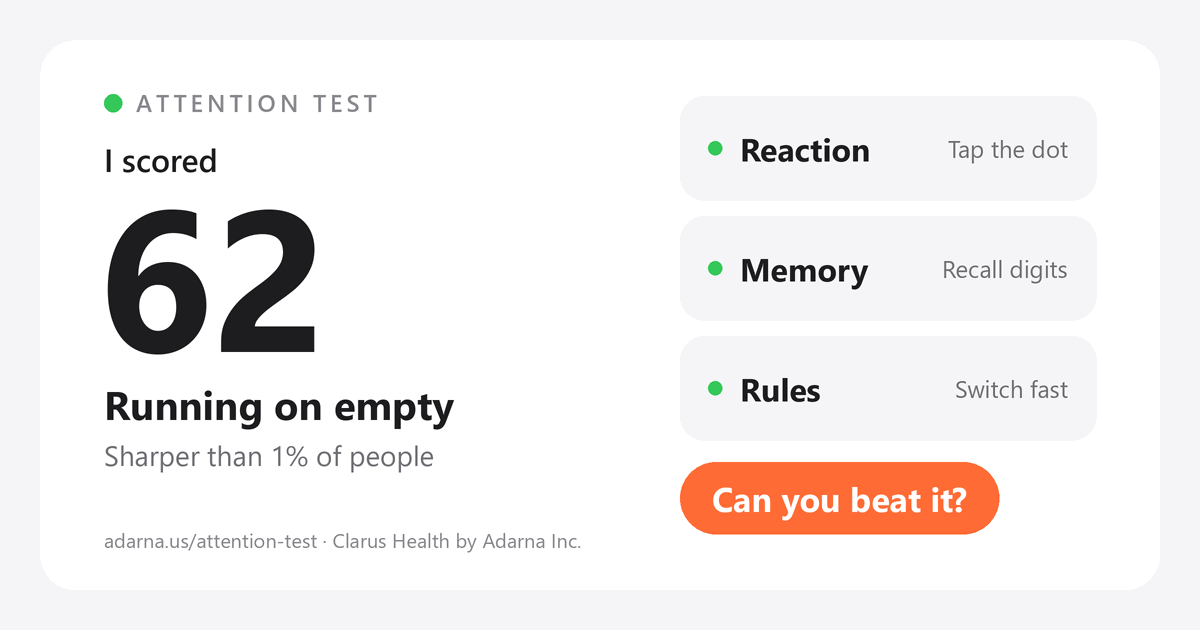 ATTENTION TEST
I scored
62
Running on empty
Sharper than 1% of people
adarna.us/attention-test · Clarus Health by Adarna Inc.
Reaction Tap the dot
Memory Recall digits
Rules Switch fast
Can you beat it?